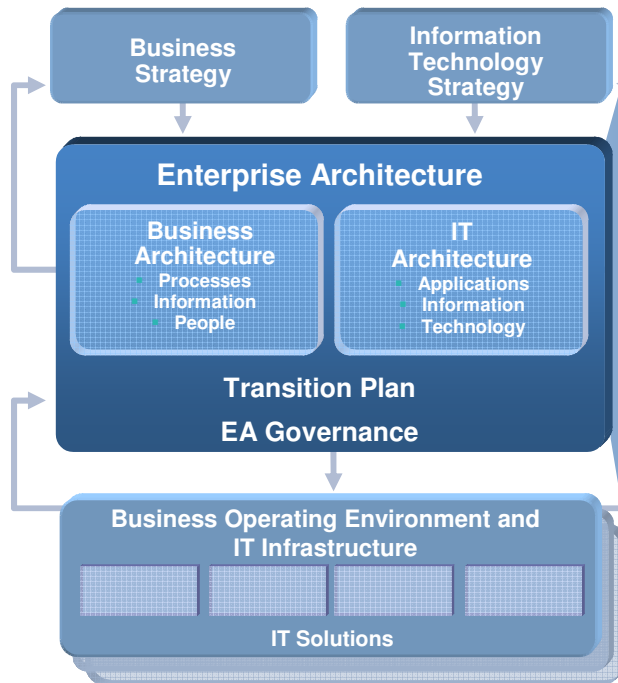 Business
Strategy
Information
Technology
Strategy
Enterprise Architecture
Business
Architecture
Processes
Information
People
IT
Architecture
Applications
Information
Technology
Transition Plan
EA Governance
Business Operating Environment and
IT Infrastructure
IT Solutions